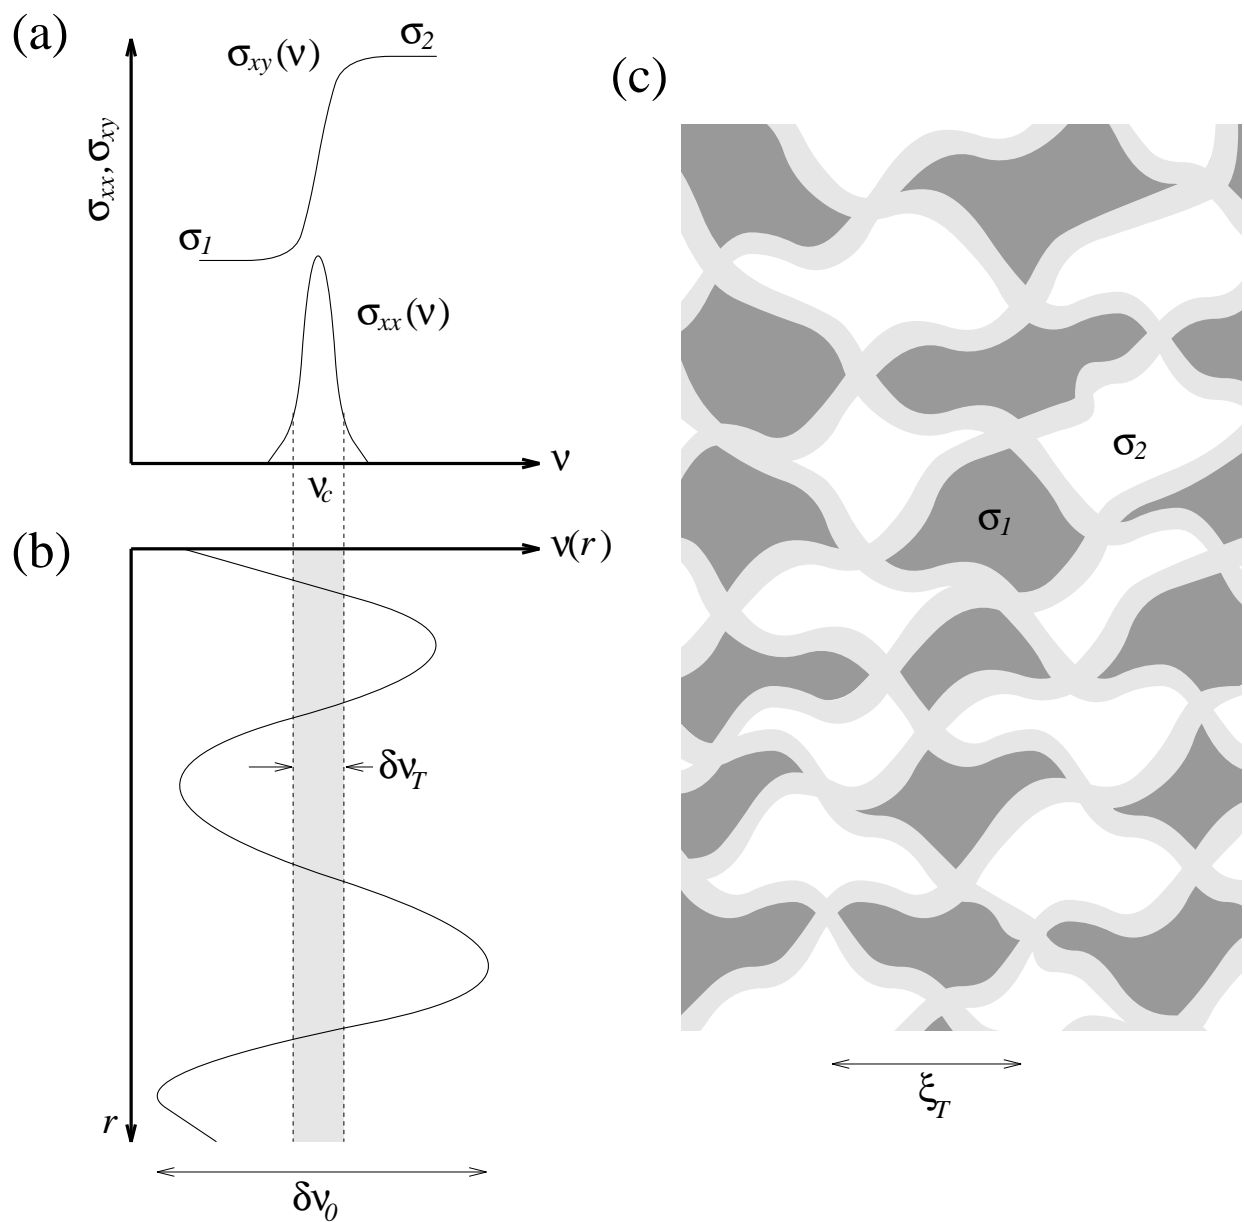 (a)
σ2
σxy(ν)
σxx, σxy
σ1
σxx(ν)
ν
νc
(b)
ν(r)
δνT
r
δν0
(c)
σ2
σ1
ξT